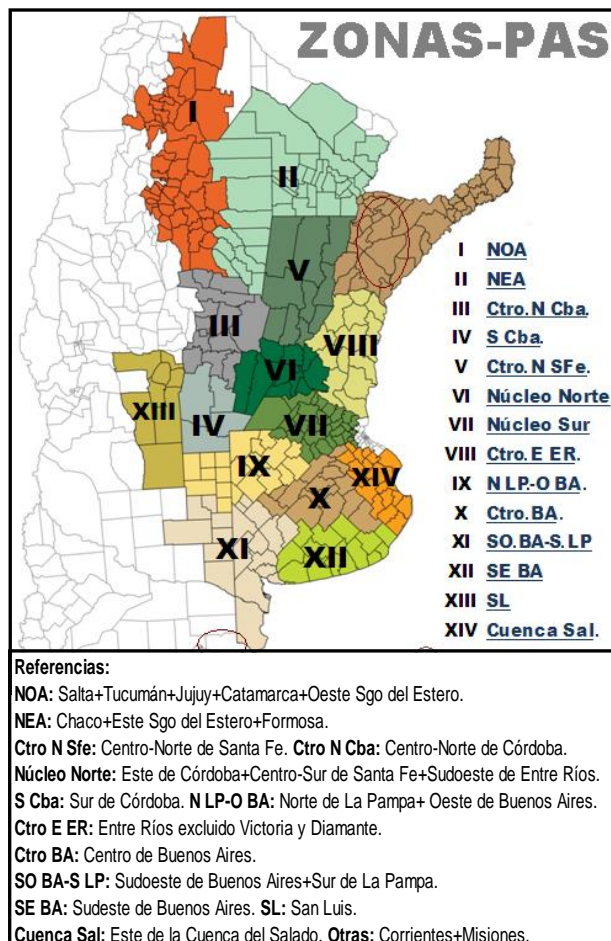 ZONAS-PAS
I
II
V
III
VIII
VI
XIII
IV
VII
IX
XIV
X
XI
XII
I NOA
II NEA
III Ctro.N Cba.
IV S Cba.
V Ctro.N SFe.
VI Núcleo Norte
VII Núcleo Sur
VIII Ctro.E ER.
IX N LP.-O BA.
X Ctro.BA.
XI SO.BA-S.LP
XII SE BA
XIII SL
XIV Cuenca Sal.
Referencias:
NOA: Salta+Tucumán+Jujuy+Catamarca+Oeste Sgo del Estero.
NEA: Chaco+Este Sgo del Estero+Formosa.
Ctro N Sfe: Centro-Norte de Santa Fe. Ctro N Cba: Centro-Norte de Córdoba.
Núcleo Norte: Este de Córdoba+Centro-Sur de Santa Fe+Sudoeste de Entre Ríos.
S Cba: Sur de Córdoba. N LP-O BA: Norte de La Pampa+ Oeste de Buenos Aires.
Ctro E ER: Entre Ríos excluido Victoria y Diamante.
Ctro BA: Centro de Buenos Aires.
SO BA-S LP: Sudoeste de Buenos Aires+Sur de La Pampa.
SE BA: Sudeste de Buenos Aires. SL: San Luis.
Cuenca Sal: Este de la Cuenca del Salado. Otras: Corrientes+Misiones.